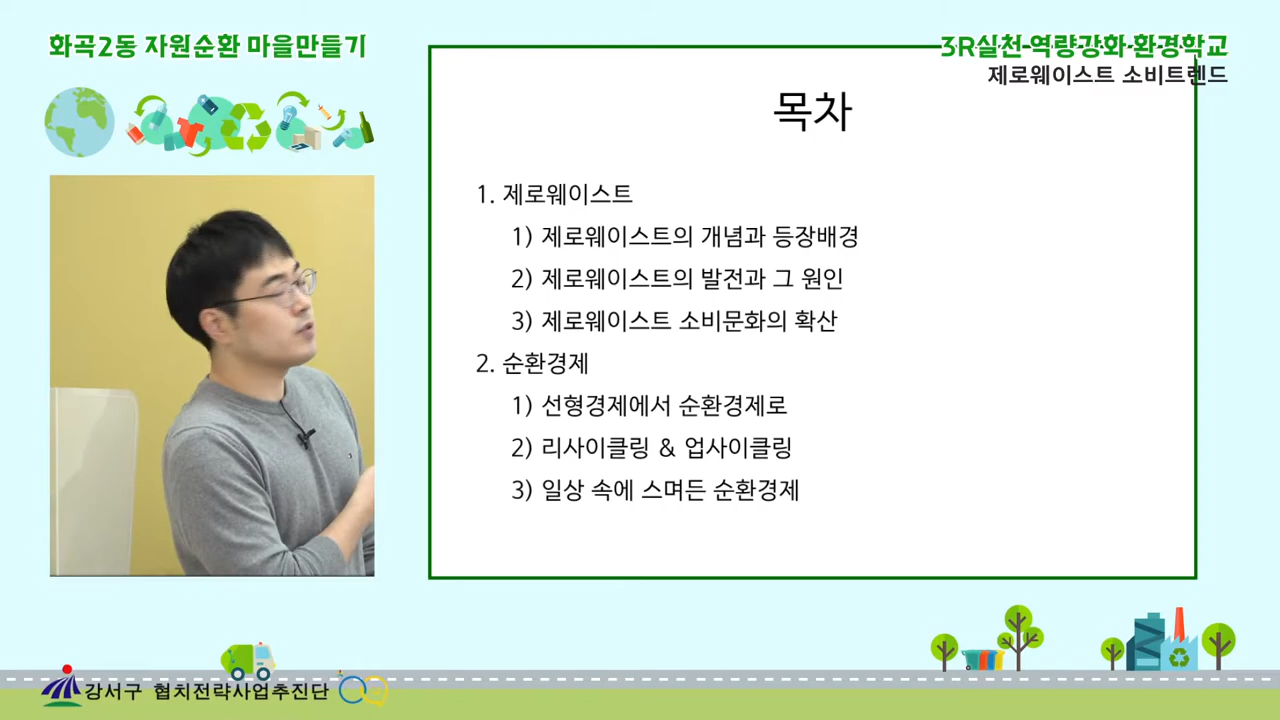 화곡2동 자원순환 마을만들기
3R실천 역량강화 환경학교
제로웨이스트 소비트렌드
목차
1. 제로웨이스트
1) 제로웨이스트의 개념과 등장배경
2) 제로웨이스트의 발전과 그 원인
3) 제로웨이스트 소비문화의 확산
2. 순환경제
1) 선형경제에서 순환경제로
2) 리사이클링 & 업사이클링
3) 일상 속에 스며든 순환경제
강서구 협치전략사업추진단